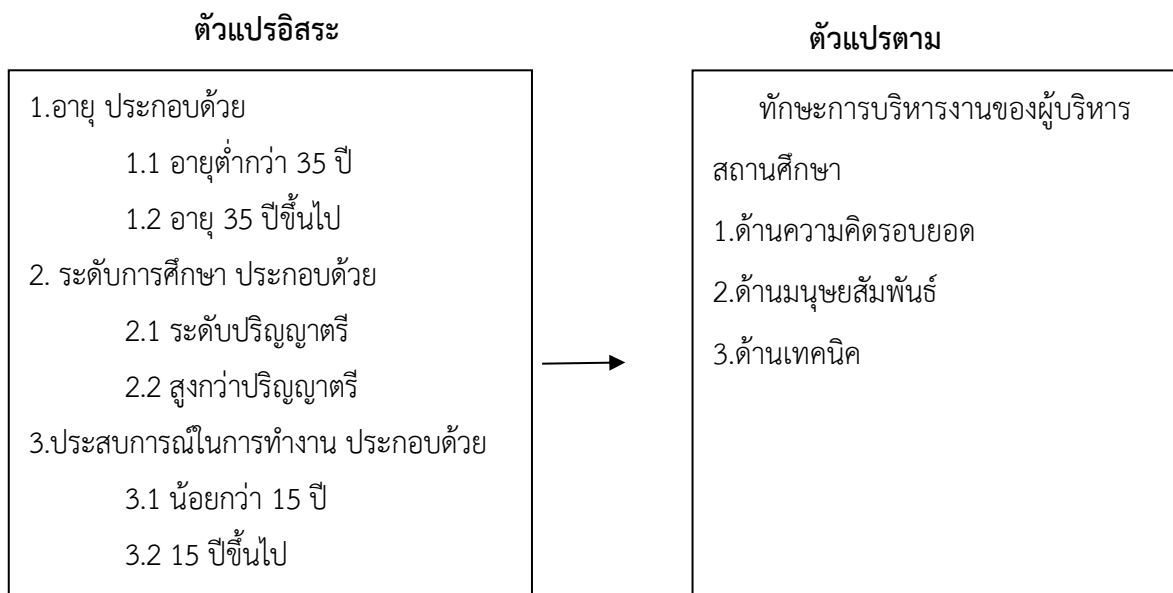 ตัวแปรอิสระ
1.อายุ ประกอบด้วย
1.1 อายุต่ำกว่า 35 ปี
1.2 อายุ 35 ปีขึ้นไป
2. ระดับการศึกษา ประกอบด้วย
2.1 ระดับปริญญาตรี
2.2 สูงกว่าปริญญาตรี
3.ประสบการณ์ในการทำงาน ประกอบด้วย
3.1 น้อยกว่า 15 ปี
3.2 15 ปีขึ้นไป
ตัวแปรตาม
ทักษะการบริหารงานของผู้บริหาร
สถานศึกษา
1.ด้านความคิดรอบยอด
2.ด้านมนุษยสัมพันธ์
3.ด้านเทคนิค